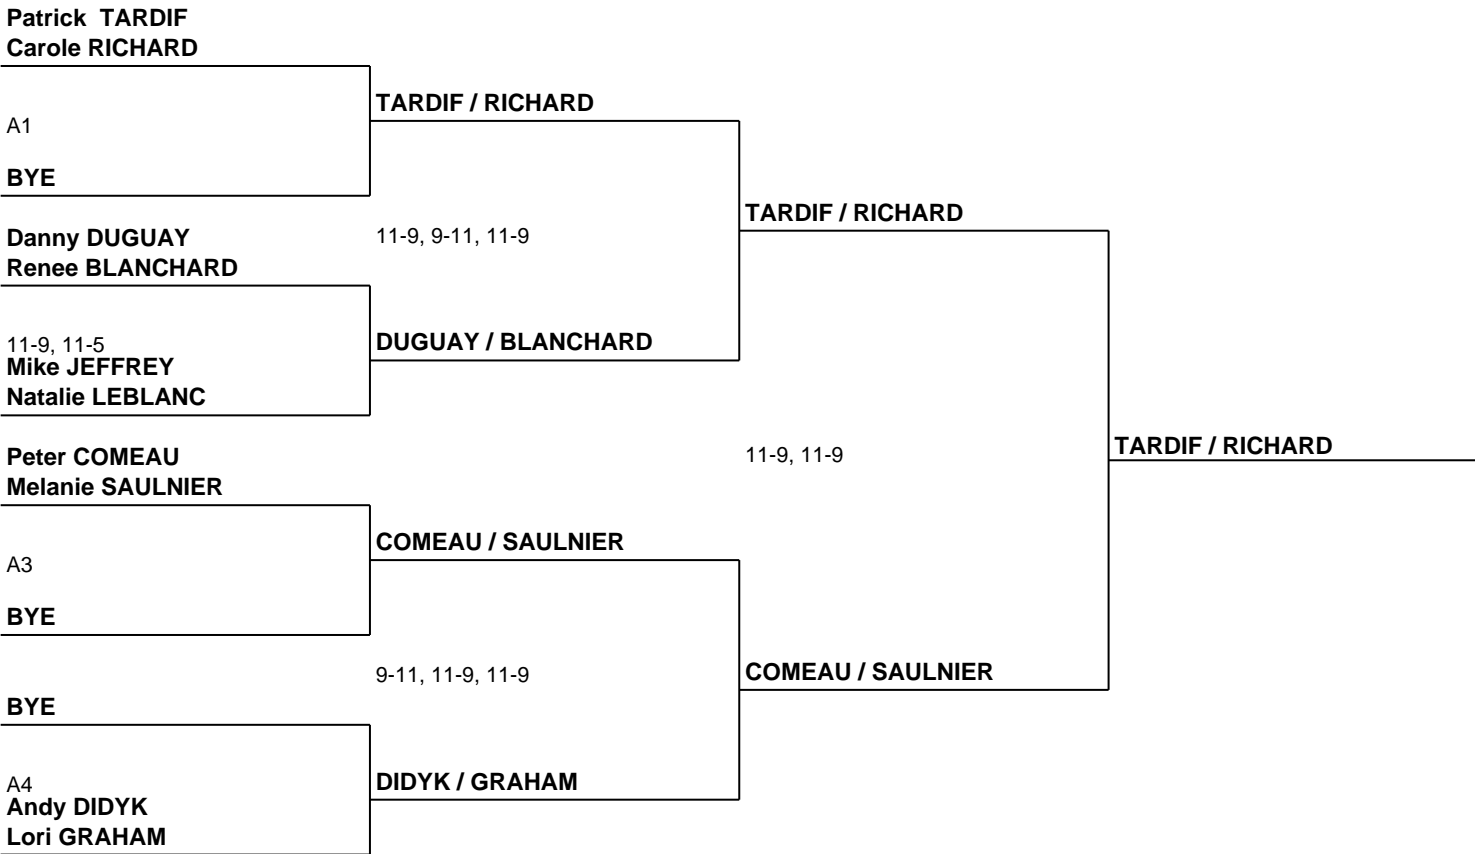 Patrick  TARDIF
Carole RICHARD
TARDIF / RICHARD
A1
BYE
TARDIF / RICHARD
11-9, 9-11, 11-9
Danny DUGUAY
Renee BLANCHARD
11-9, 11-5
DUGUAY / BLANCHARD
Mike JEFFREY
Natalie LEBLANC
TARDIF / RICHARD
11-9, 11-9
Peter COMEAU
Melanie SAULNIER
COMEAU / SAULNIER
A3
BYE
9-11, 11-9, 11-9
COMEAU / SAULNIER
BYE
A4
DIDYK / GRAHAM
Andy DIDYK
Lori GRAHAM